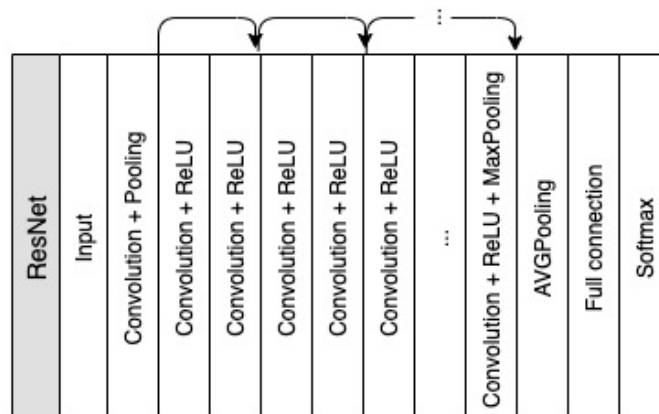 ...
ResNet
Input
Convolution + Pooling
Convolution + ReLU
Convolution + ReLU
Convolution + ReLU
Convolution + ReLU
Convolution + ReLU
...
Convolution + ReLU + MaxPooling
AVGPooling
Full connection
Softmax